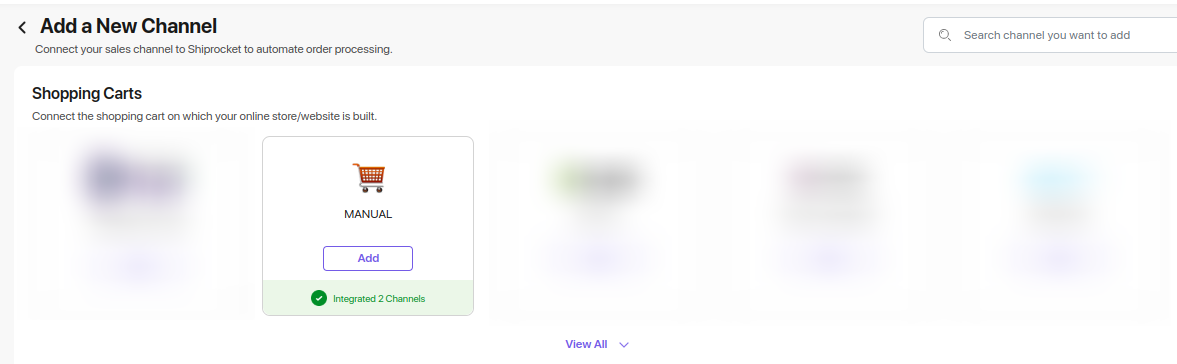 Add a New Channel
Connect your sales channel to Shiprocket to automate order processing.
Search channel you want to add
Shopping Carts
Connect the shopping cart on which your online store/website is built.
MANUAL
Add
Integrated 2 Channels
View All